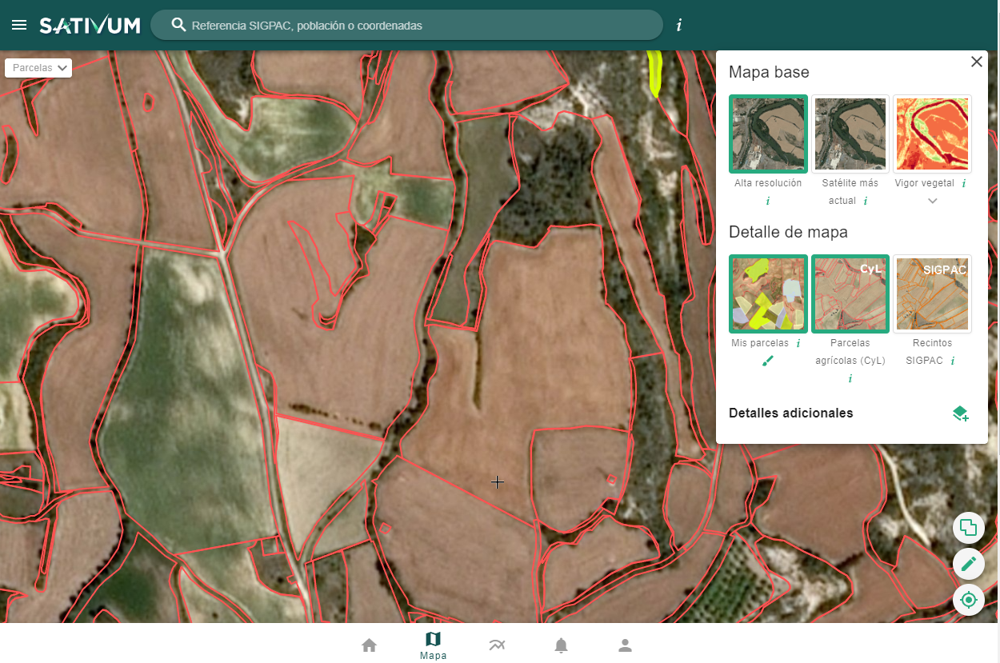 SATIVUM
Referencia SIGPAC, población o coordenadas
i
Parcelas
Mapa base
Alta resolución
i
Satélite más
actual i
Vigor vegetal i
Detalle de mapa
CyL
SIGPAC
Mis parcelas i
Parcelas
agrícolas (CyL)
i
Recintos
SIGPAC i
Detalles adicionales
Mapa